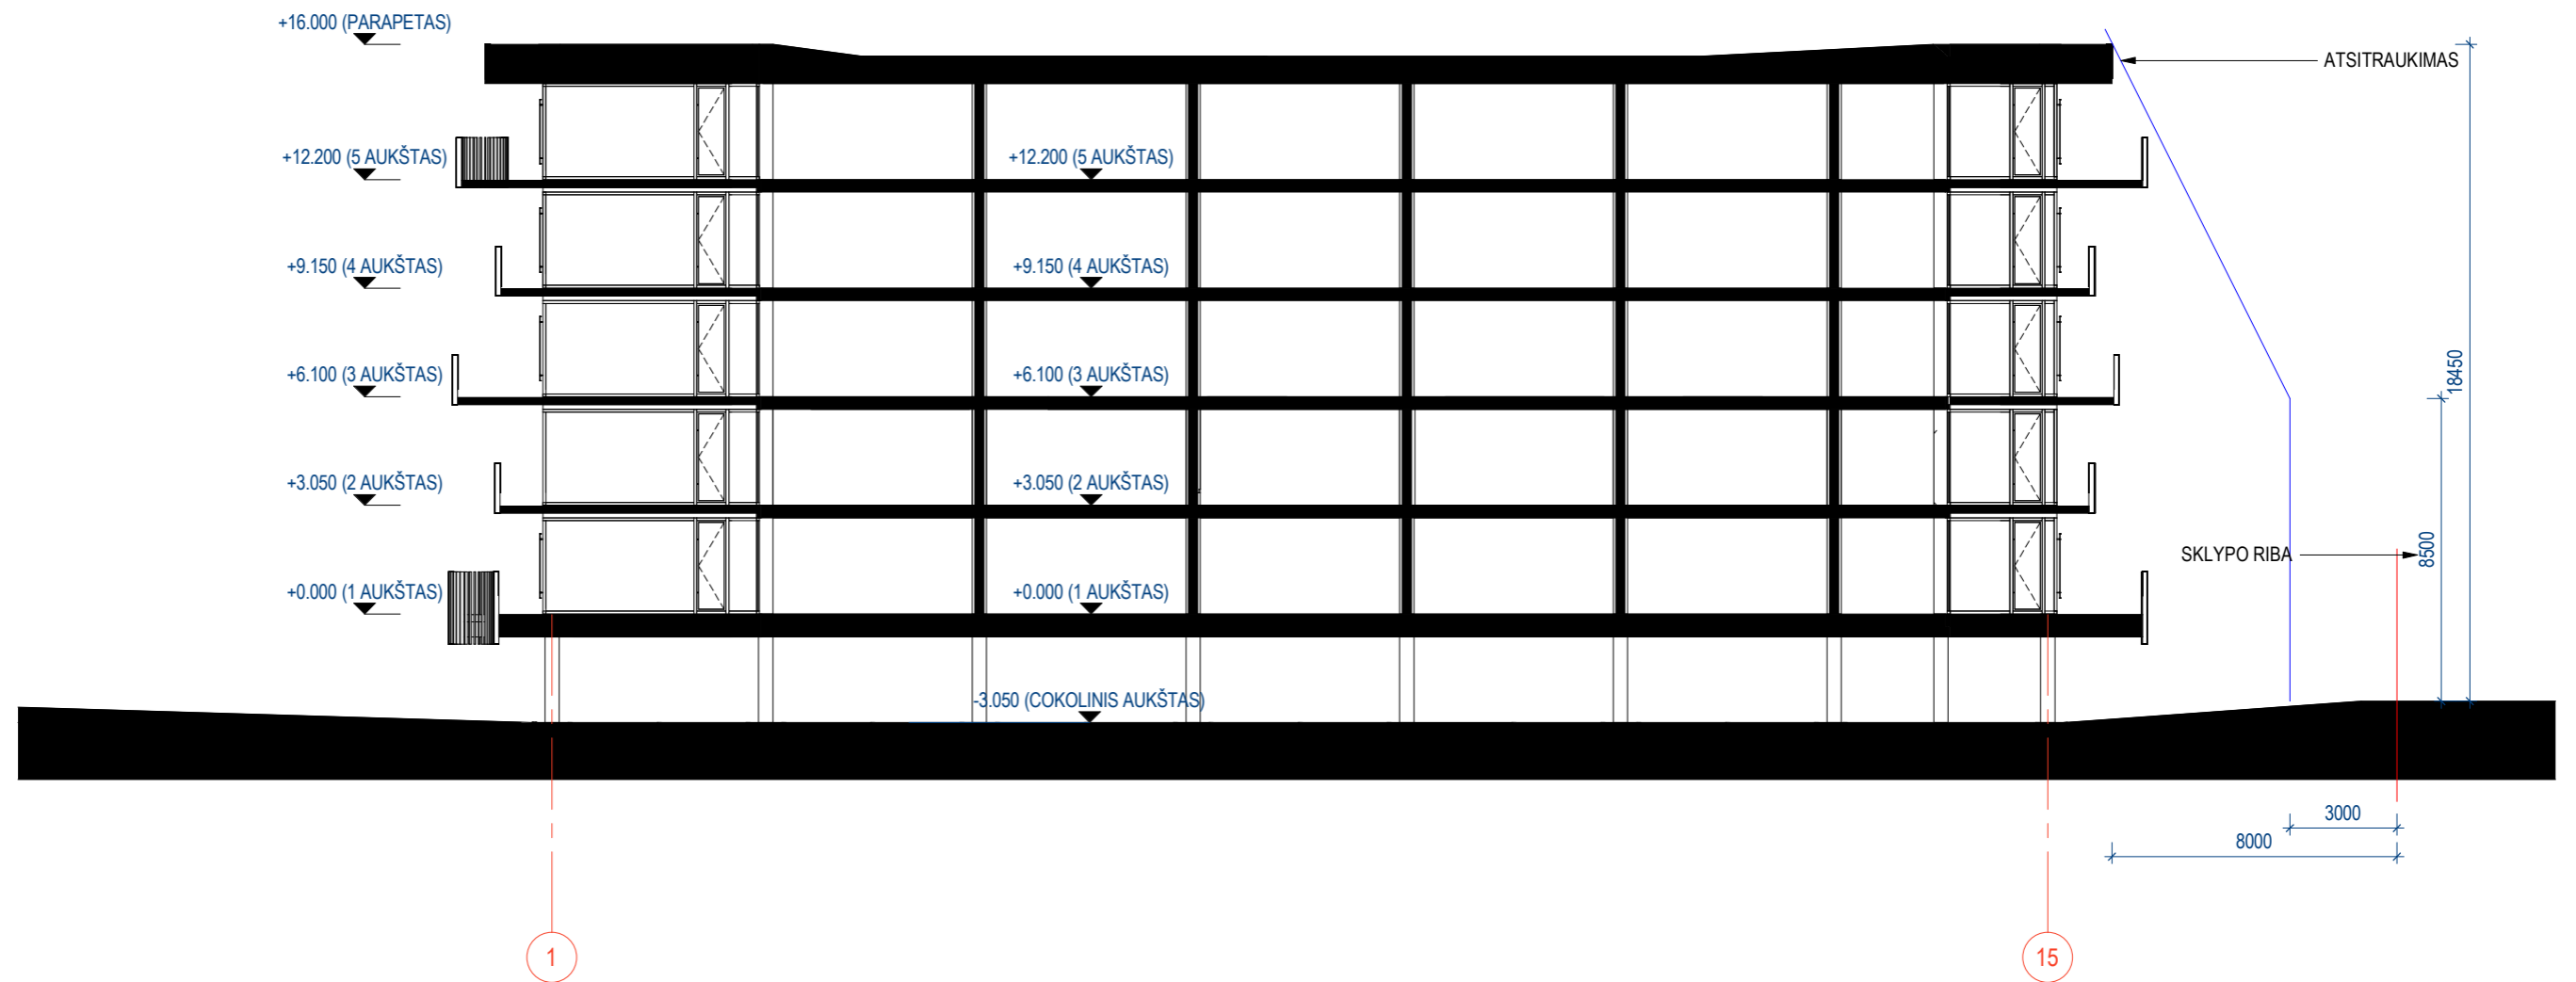 +16.000 (PARAPETAS)
ATSITRAUKIMAS
+12.200 (5 AUKŠTAS)
+12.200 (5 AUKŠTAS)
+9.150 (4 AUKŠTAS)
+9.150 (4 AUKŠTAS)
+6.100 (3 AUKŠTAS)
+6.100 (3 AUKŠTAS)
18450
+3.050 (2 AUKŠTAS)
+3.050 (2 AUKŠTAS)
SKLYPO RIBA
8500
+0.000 (1 AUKŠTAS)
+0.000 (1 AUKŠTAS)
-3.050 (COKOLINIS AUKŠTAS)
3000
8000
1
15